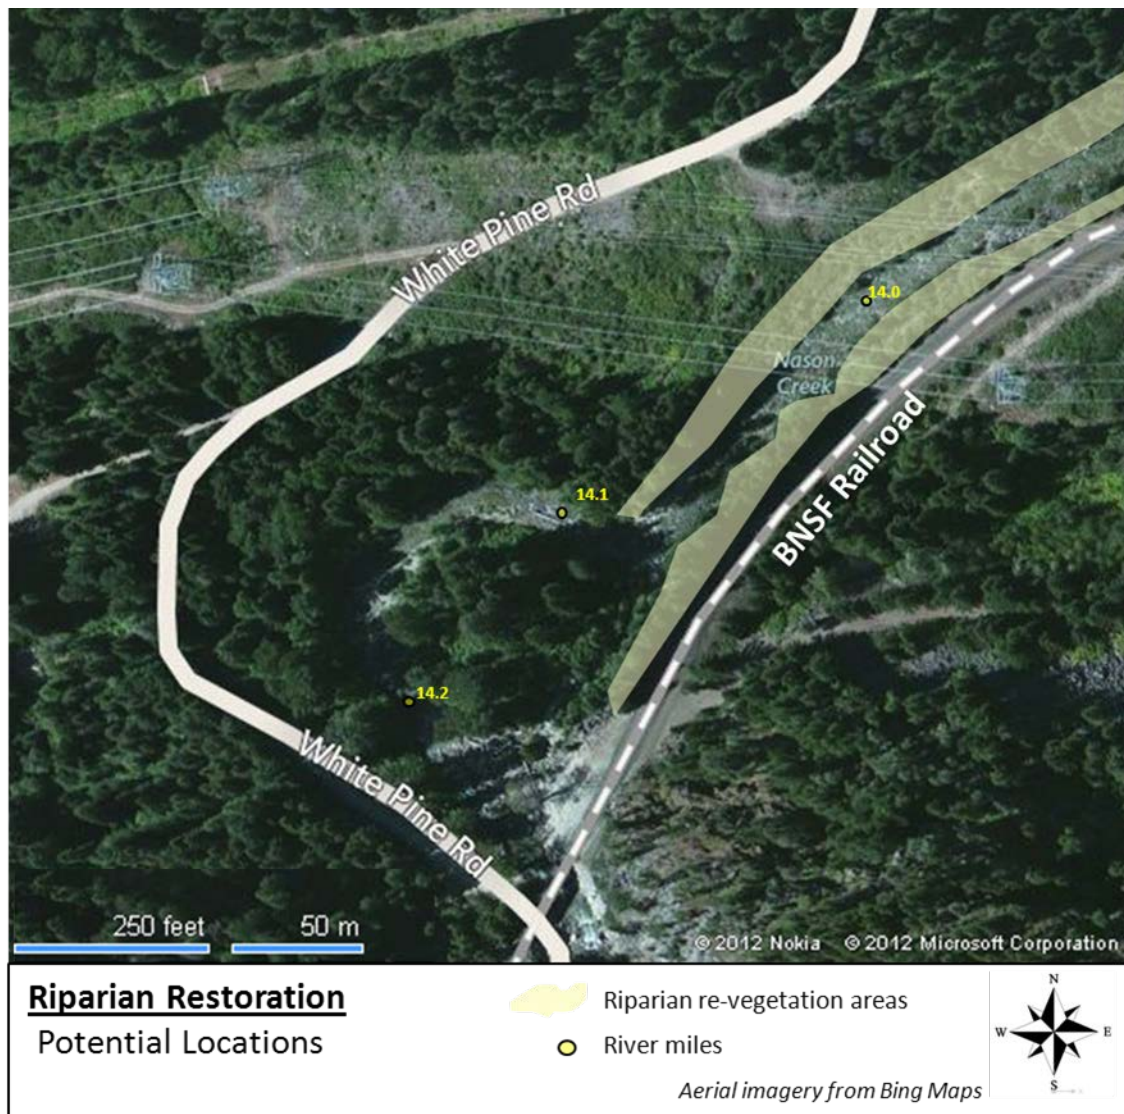 White Pine Rd
14.0
Nason
Creek
BNSF Railroad
14.1
14.2
White Pine Rd
250 feet
50 m
© 2012 Nokia © 2012 Microsoft Corporation
Riparian Restoration
Potential Locations
Riparian re-vegetation areas
River miles
Aerial imagery from Bing Maps
N
W
E
S